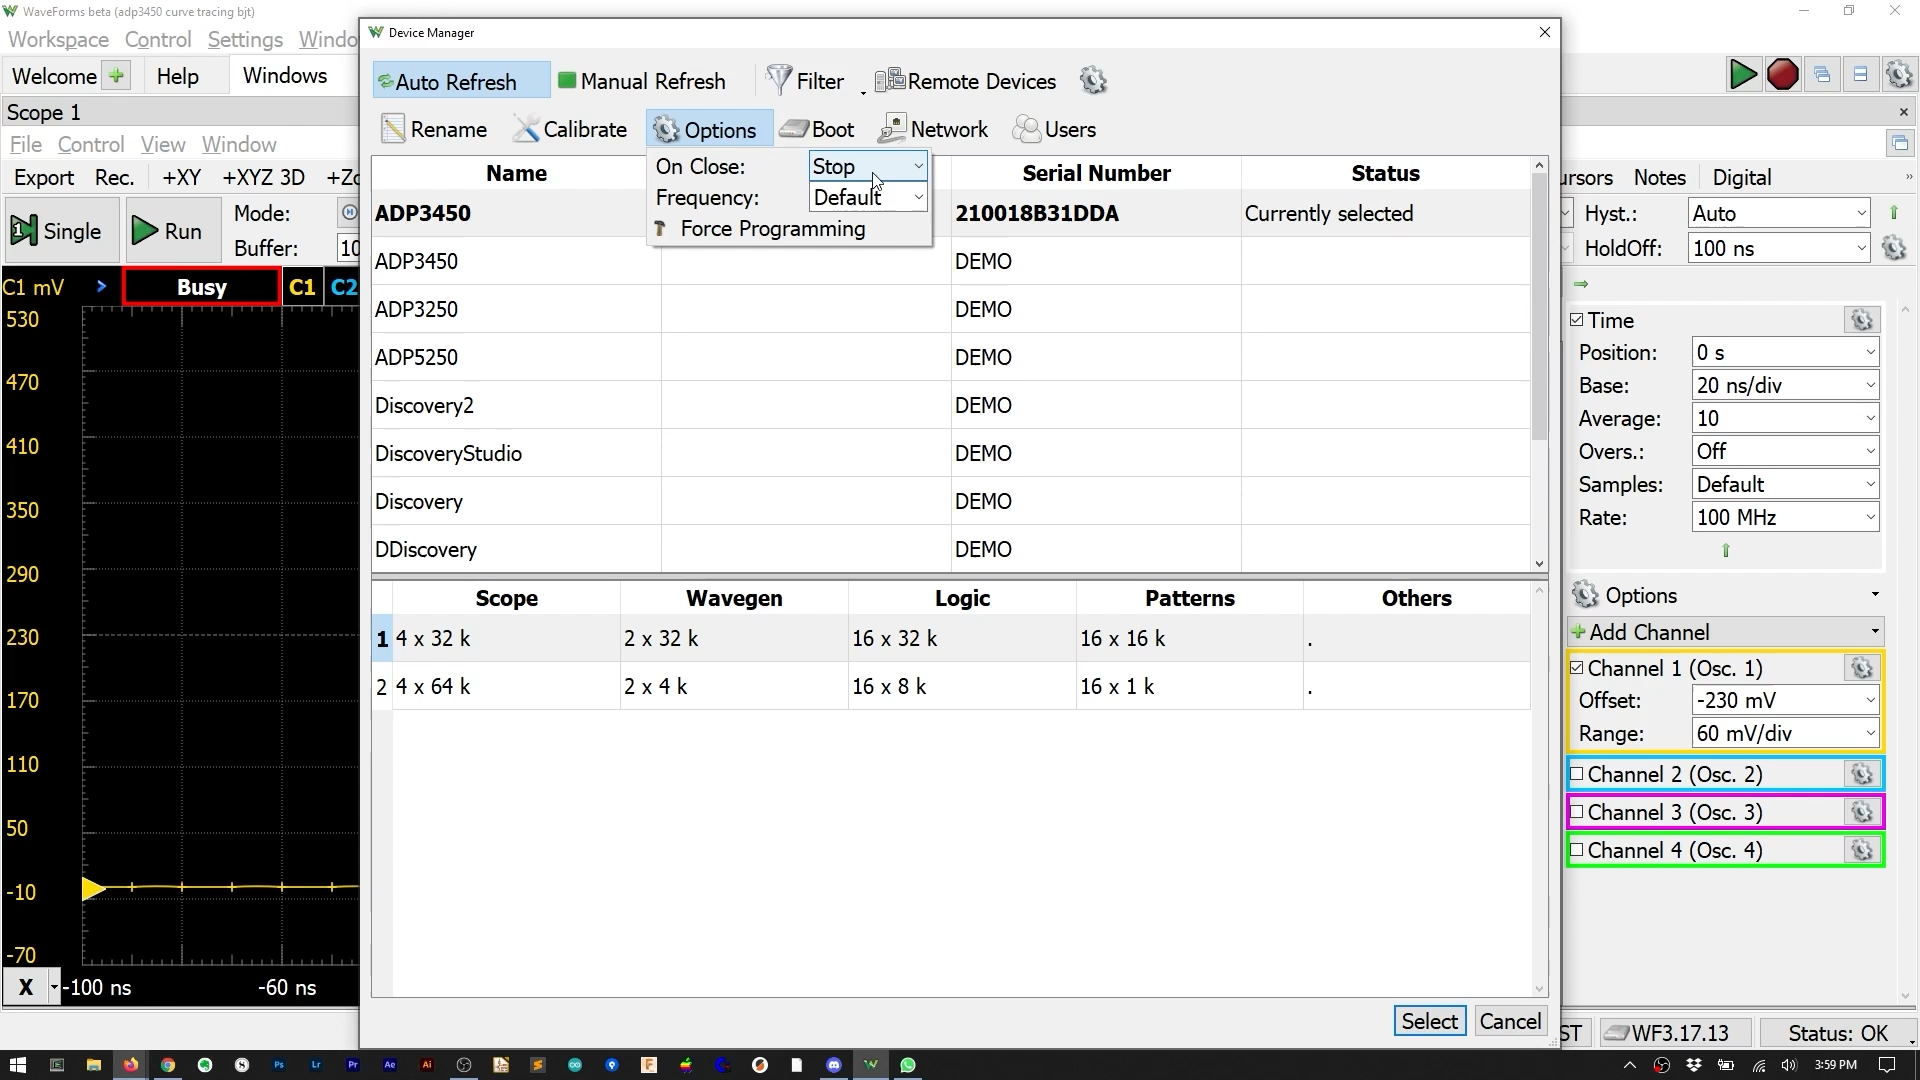 WaveForms beta (adp3450 curve tracing bjt)
Workspace Control Settings Windo
Welcome Help Windows
Scope 1
File Control View Window
Export Rec. +XY +XYZ 3D
Single Run Mode:
Buffer: 10
C1 mV > Busy C1 C2
530
470
410
350
290
230
170
110
50
-10
-70
X -100 ns -60 ns
Device Manager
Auto Refresh Manual Refresh Filter Remote Devices
Rename Calibrate Options Boot Network Users
On Close: Stop
Frequency: Default
Force Programming
Name Serial Number Status
ADP3450 210018B31DDA Currently selected
ADP3450 DEMO
ADP3250 DEMO
ADP5250 DEMO
Discovery2 DEMO
DiscoveryStudio DEMO
Discovery DEMO
DDiscovery DEMO
Scope Wavegen Logic Patterns Others
1 4 x 32 k 2 x 32 k 16 x 32 k 16 x 16 k .
2 4 x 64 k 2 x 4 k 16 x 8 k 16 x 1 k .
Select Cancel
ursors Notes Digital »
Hyst.: Auto
HoldOff: 100 ns
Time
Position: 0 s
Base: 20 ns/div
Average: 10
Overs.: Off
Samples: Default
Rate: 100 MHz
Options
Add Channel
Channel 1 (Osc. 1)
Offset: -230 mV
Range: 60 mV/div
Channel 2 (Osc. 2)
Channel 3 (Osc. 3)
Channel 4 (Osc. 4)
ST WF3.17.13 Status: OK
Ps Lr Pr Ae Ai 3:59 PM